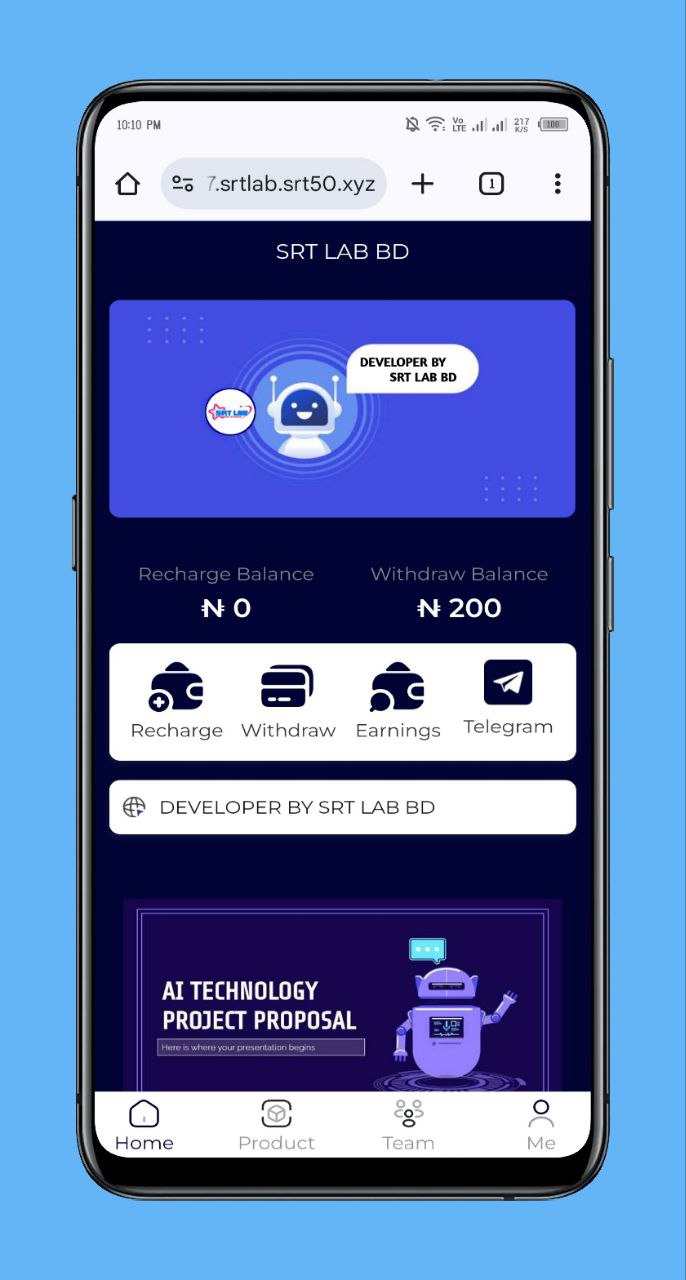 10:10 PM
Vo
LTE
217
K/S
100
7.srtlab.srt50.xyz
1
SRT LAB BD
DEVELOPER BY
SRT LAB BD
SRT LAB
Recharge Balance
Withdraw Balance
₦ 0
₦ 200
Recharge
Withdraw
Earnings
Telegram
DEVELOPER BY SRT LAB BD
AI TECHNOLOGY
PROJECT PROPOSAL
Here is where your presentation begins
Home
Product
Team
Me